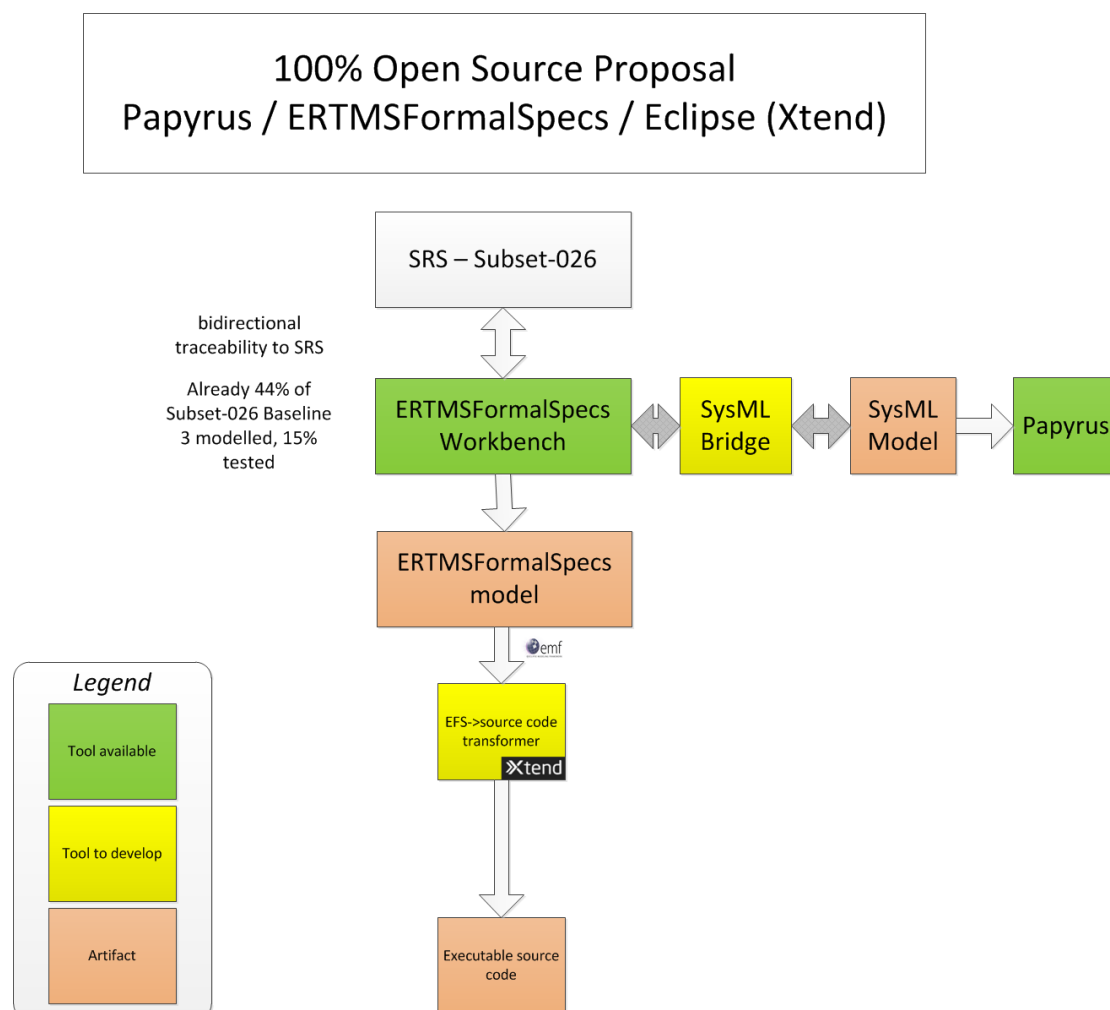 100% Open Source Proposal
Papyrus / ERTMSFormalSpecs / Eclipse (Xtend)
SRS – Subset-026
bidirectional
traceability to SRS
Already 44% of
Subset-026 Baseline
3 modelled, 15%
tested
ERTMSFormalSpecs
Workbench
SysML
Bridge
SysML
Model
Papyrus
ERTMSFormalSpecs
model
emf
EFS->source code
transformer
Xtend
Executable source
code
Legend
Tool available
Tool to develop
Artifact